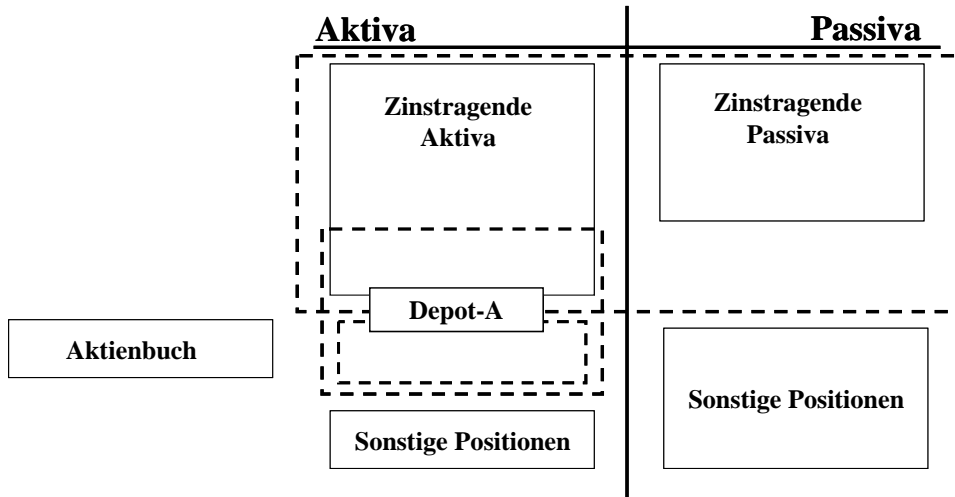 Aktiva
Passiva
Zinstragende
Aktiva
Zinstragende
Passiva
Depot-A
Aktienbuch
Sonstige Positionen
Sonstige Positionen